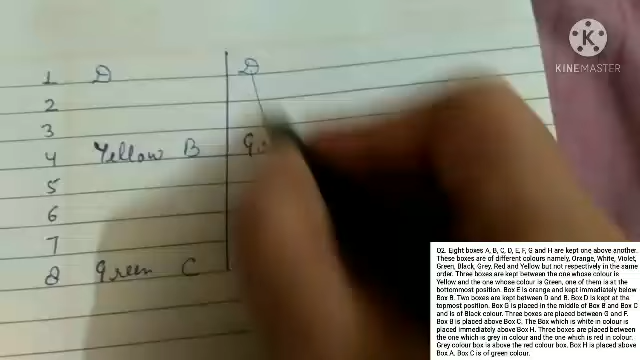 KINEMASTER
1 D D
2
3
4 Yellow B
5
6
7
8 Green C
Q2. Eight boxes A, B, C, D, E, F, G and H are kept one above another.
These boxes are of different colours namely, Orange, White, Violet,
Green, Black, Grey, Red and Yellow but not respectively in the same
order. Three boxes are kept between the one whose colour is
Yellow and the one whose colour is Green, one of them is at the
bottommost position. Box E is orange and kept immediately below
Box B. Two boxes are kept between D and B. Box D is kept at the
topmost position. Box G is placed in the middle of Box B and Box C
and is of Black colour. Three boxes are placed between G and F.
Box B is placed above Box C. The Box which is white in colour is
placed immediately above Box H. Three boxes are placed between
the one which is grey in colour and the one which is red in colour.
Grey colour box is above the red colour box. Box H is placed above
Box A. Box C is of green colour.